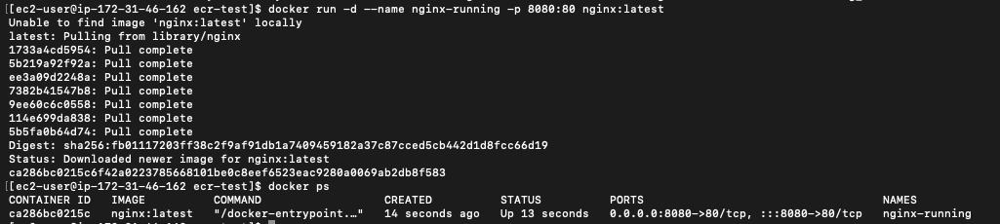 [[ec2-user@ip-172-31-46-162 ecr-test]$ docker run -d --name nginx-running -p 8080:80 nginx:latest
Unable to find image 'nginx:latest' locally
latest: Pulling from library/nginx
1733a4cd5954: Pull complete
5b219a92f92a: Pull complete
ee3a09d2248a: Pull complete
7382b41547b8: Pull complete
9ee60c6c0558: Pull complete
114e699da838: Pull complete
5b5fa0b64d74: Pull complete
Digest: sha256:fb01117203ff38c2f9af91db1a7409459182a37c87cced5cb442d1d8fcc66d19
Status: Downloaded newer image for nginx:latest
ca286bc0215c6f42a0223785668101be0c8eef6523eac9280a0069ab2db8f583
[[ec2-user@ip-172-31-46-162 ecr-test]$ docker ps
CONTAINER ID   IMAGE          COMMAND                  CREATED          STATUS          PORTS                                   NAMES
ca286bc0215c   nginx:latest   "/docker-entrypoint.…"   14 seconds ago   Up 13 seconds   0.0.0.0:8080->80/tcp, :::8080->80/tcp   nginx-running